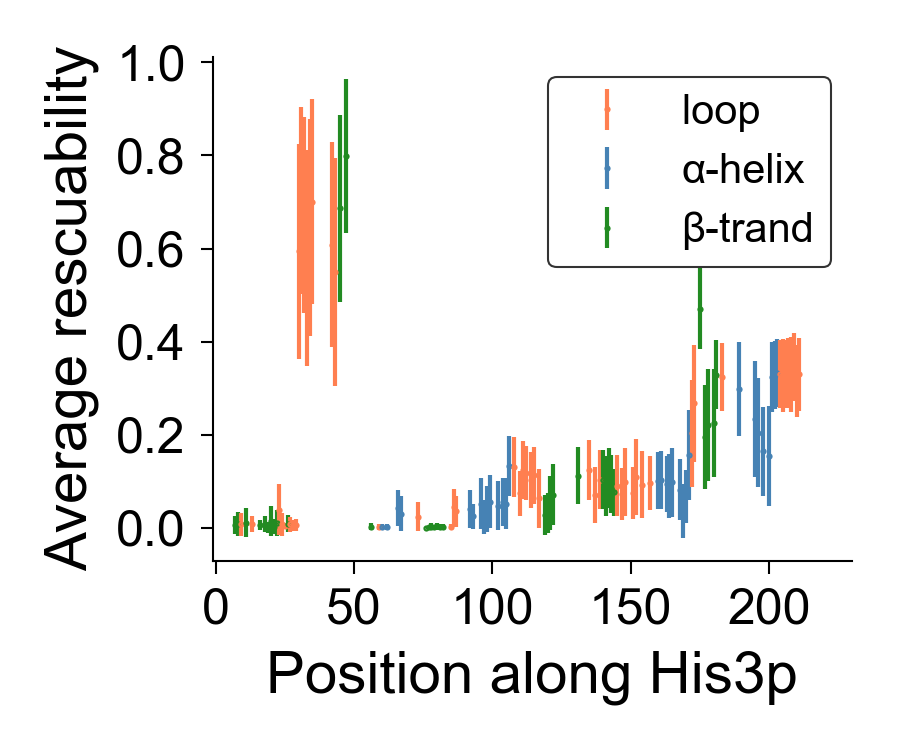 Average rescuability
1.0
0.8
0.6
0.4
0.2
0.0
loop
α-helix
β-trand
0 50 100 150 200
Position along His3p